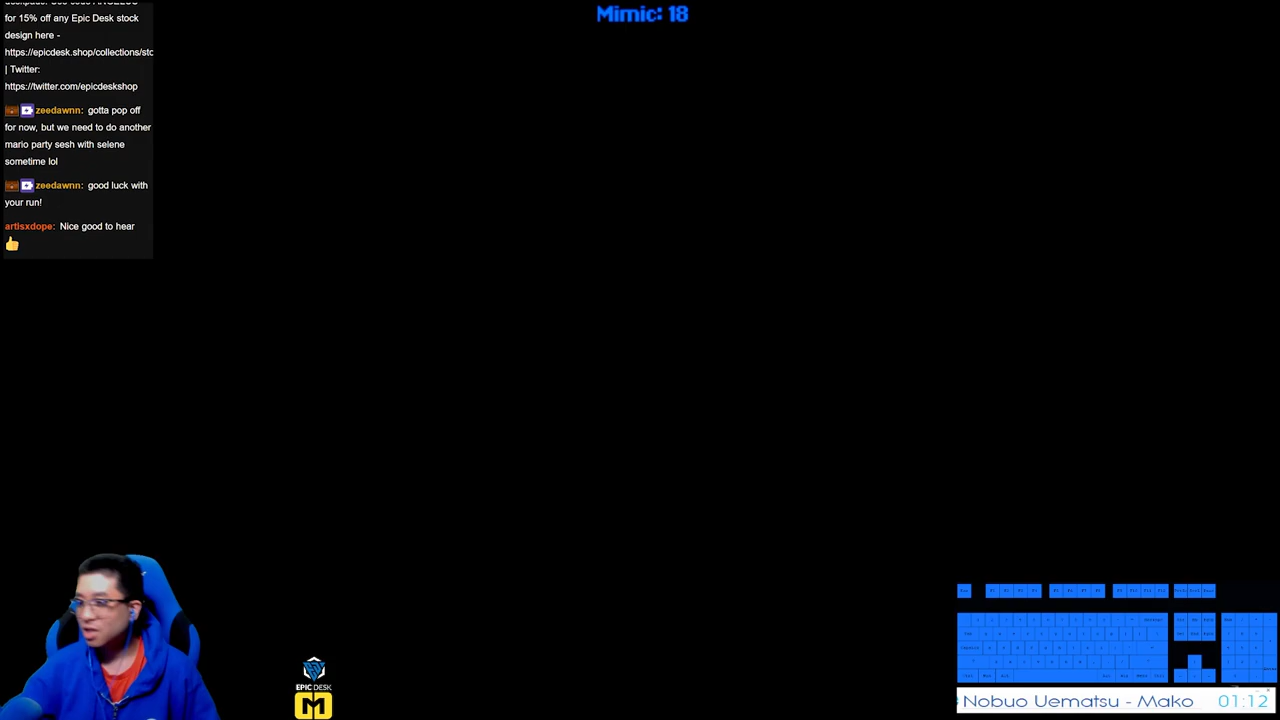 Mimic: 18
for 15% off any Epic Desk stock
design here -
https://epicdesk.shop/collections/sto
| Twitter:
https://twitter.com/epicdeskshop
zeedawnn: gotta pop off
for now, but we need to do another
mario party sesh with selene
sometime lol
zeedawnn: good luck with
your run!
artisxdope: Nice good to hear
EPIC DESK
M
Nobuo Uematsu - Mako 01:12